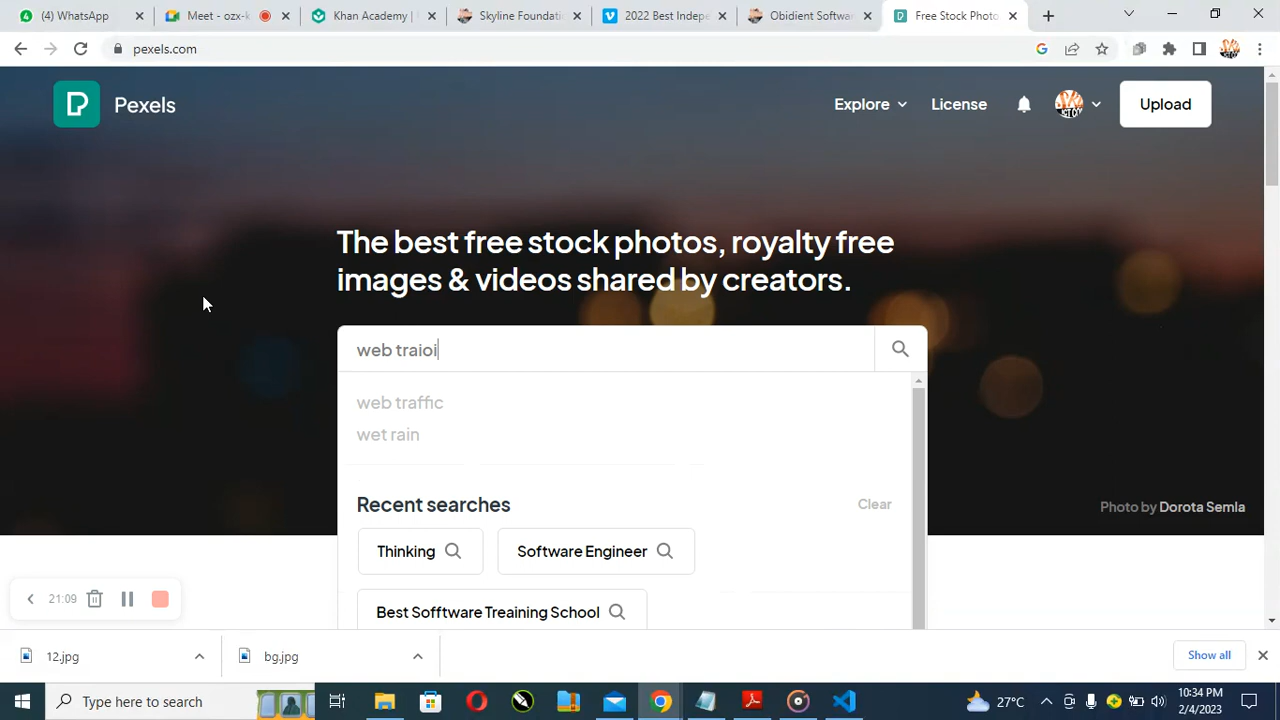 (4) WhatsApp
Meet - ozx-k
Khan Academy |
Skyline Foundatio
2022 Best Indepe
Obidient Softwar
Free Stock Photo
pexels.com
Pexels
Explore
License
Upload
The best free stock photos, royalty free
images & videos shared by creators.
web traioi
web traffic
wet rain
Recent searches
Clear
Thinking
Software Engineer
Best Sofftware Treaining School
Photo by Dorota Semla
21:09
12.jpg
bg.jpg
Show all
Type here to search
27°C
10:34 PM
2/4/2023